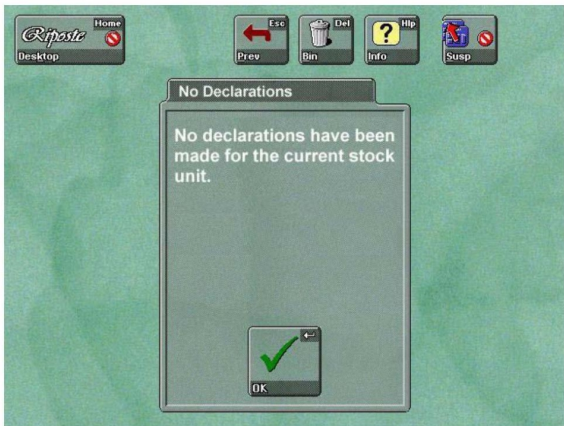 Riposte Home
Desktop
Esc
Prev
Del
Bin
Hlp
?
Info
Susp
No Declarations
No declarations have been
made for the current stock
unit.
OK